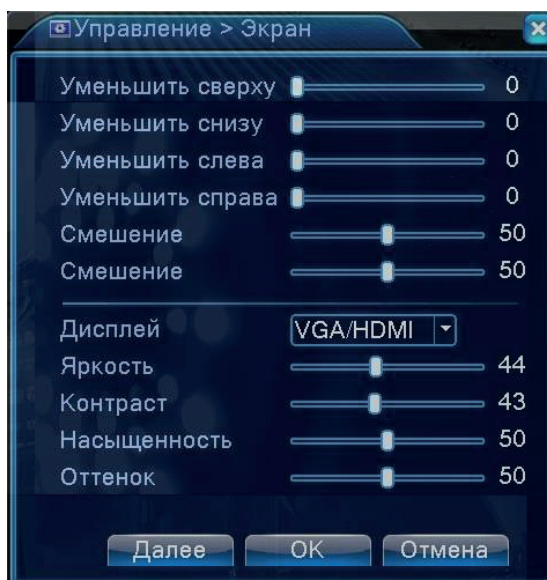 Управление > Экран
Уменьшить сверху 0
Уменьшить снизу 0
Уменьшить слева 0
Уменьшить справа 0
Смешение 50
Смешение 50
Дисплей VGA/HDMI
Яркость 44
Контраст 43
Насыщенность 50
Оттенок 50
Далее OK Отмена